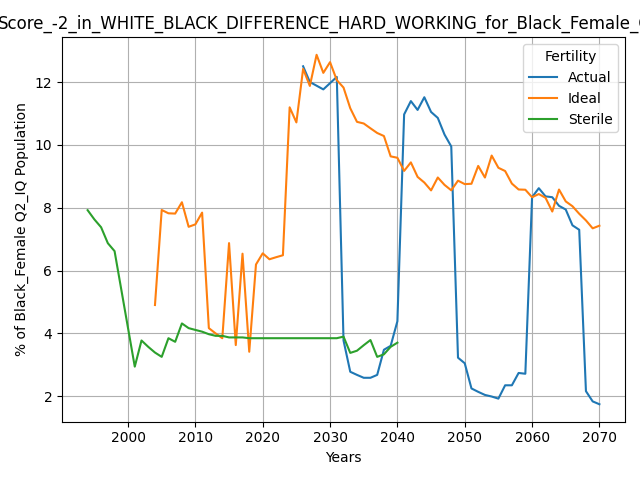 Score_-2_in_WHITE_BLACK_DIFFERENCE_HARD_WORKING_for_Black_Female_
Fertility
Actual
Ideal
Sterile
% of Black_Female Q2_IQ Population
12
10
8
6
4
2
2000 2010 2020 2030 2040 2050 2060 2070
Years